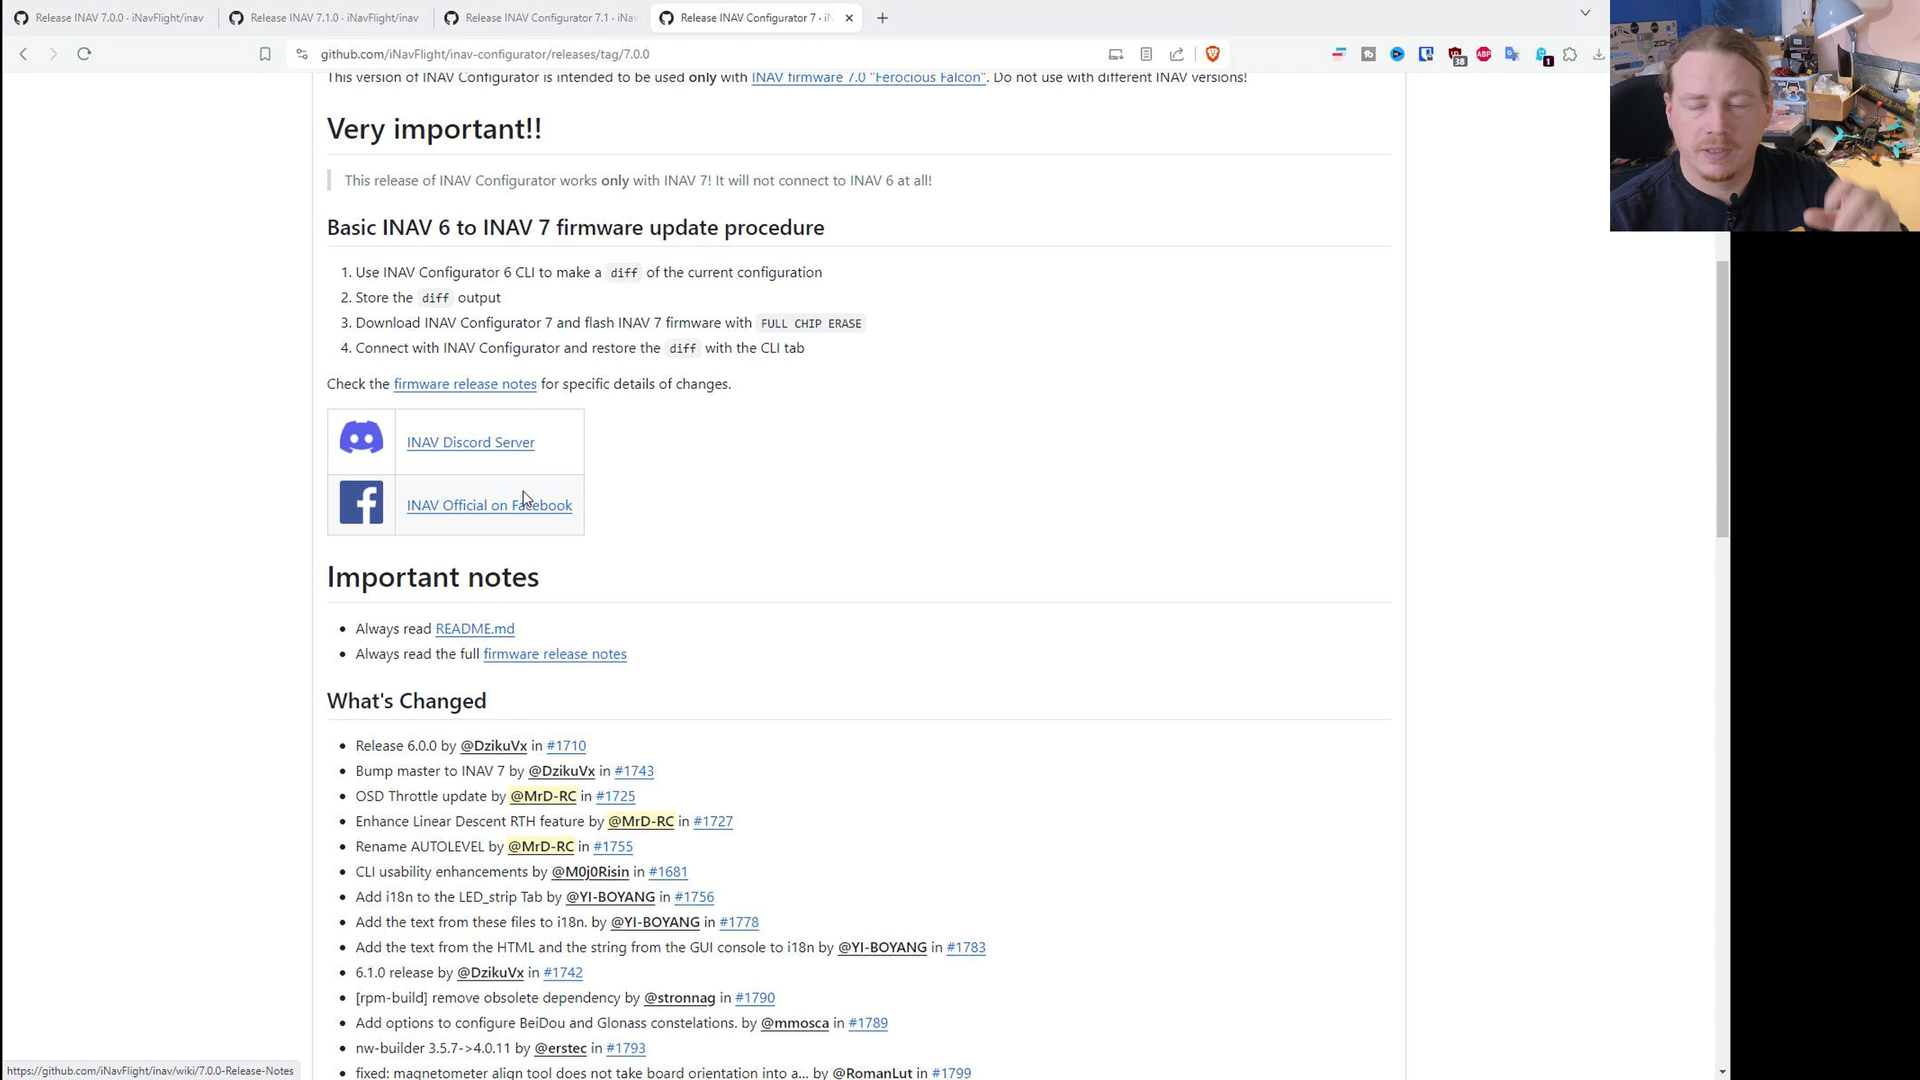 Release INAV 7.0.0 · iNavFlight/inav
Release INAV 7.1.0 · iNavFlight/inav
Release INAV Configurator 7.1 · iNav
Release INAV Configurator 7 · iN
github.com/iNavFlight/inav-configurator/releases/tag/7.0.0
38
ABP
1
This version of INAV Configurator is intended to be used only with INAV firmware 7.0 "Ferocious Falcon". Do not use with different INAV versions!
Very important!!
This release of INAV Configurator works only with INAV 7! It will not connect to INAV 6 at all!
Basic INAV 6 to INAV 7 firmware update procedure
1. Use INAV Configurator 6 CLI to make a diff of the current configuration
2. Store the diff output
3. Download INAV Configurator 7 and flash INAV 7 firmware with FULL CHIP ERASE
4. Connect with INAV Configurator and restore the diff with the CLI tab
Check the firmware release notes for specific details of changes.
INAV Discord Server
INAV Official on Facebook
Important notes
• Always read README.md
• Always read the full firmware release notes
What's Changed
• Release 6.0.0 by @DzikuVx in #1710
• Bump master to INAV 7 by @DzikuVx in #1743
• OSD Throttle update by @MrD-RC in #1725
• Enhance Linear Descent RTH feature by @MrD-RC in #1727
• Rename AUTOLEVEL by @MrD-RC in #1755
• CLI usability enhancements by @M0j0Risin in #1681
• Add i18n to the LED_strip Tab by @YI-BOYANG in #1756
• Add the text from these files to i18n. by @YI-BOYANG in #1778
• Add the text from the HTML and the string from the GUI console to i18n by @YI-BOYANG in #1783
• 6.1.0 release by @DzikuVx in #1742
• [rpm-build] remove obsolete dependency by @stronnag in #1790
• Add options to configure BeiDou and Glonass constelations. by @mmosca in #1789
• nw-builder 3.5.7->4.0.11 by @erstec in #1793
• fixed: magnetometer align tool does not take board orientation into a... by @RomanLut in #1799
https://github.com/iNavFlight/inav/wiki/7.0.0-Release-Notes